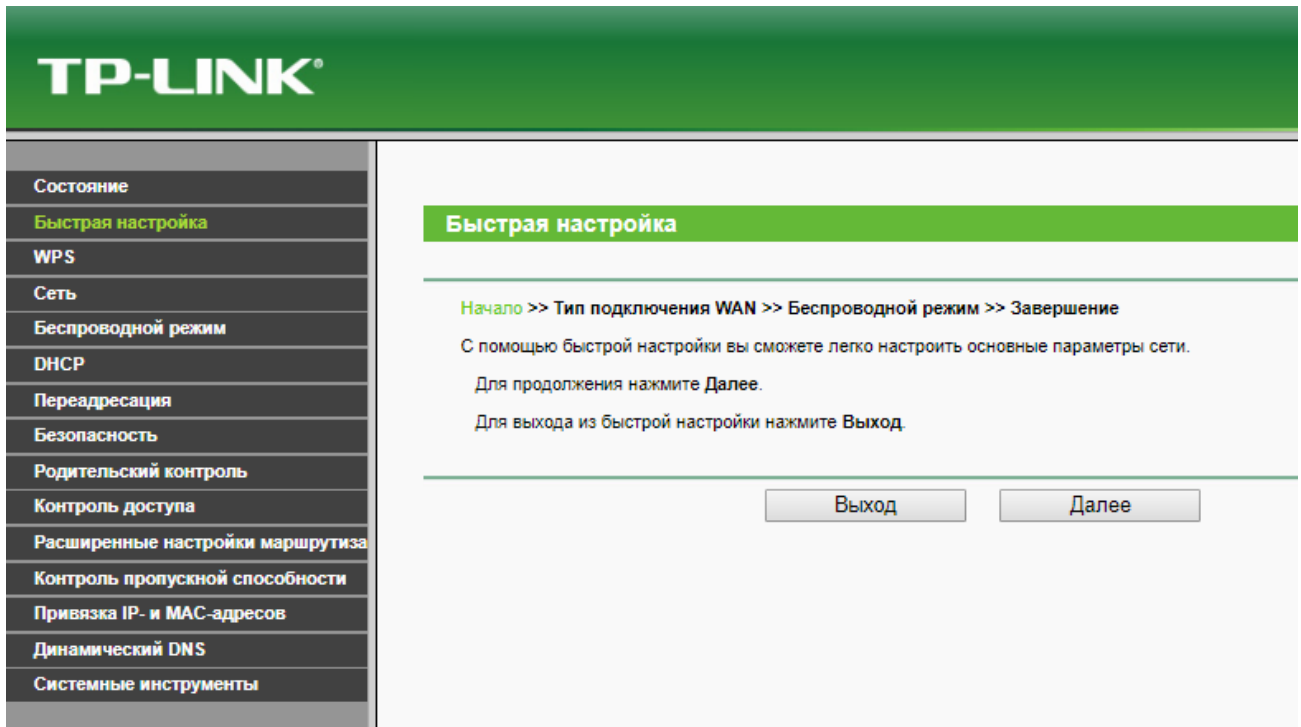 TP-LINK®
Состояние
Быстрая настройка
WPS
Сеть
Беспроводной режим
DHCP
Переадресация
Безопасность
Родительский контроль
Контроль доступа
Расширенные настройки маршрутиза
Контроль пропускной способности
Привязка IP- и MAC-адресов
Динамический DNS
Системные инструменты
Быстрая настройка
Начало >> Тип подключения WAN >> Беспроводной режим >> Завершение
С помощью быстрой настройки вы сможете легко настроить основные параметры сети.
Для продолжения нажмите Далее.
Для выхода из быстрой настройки нажмите Выход.
Выход Далее